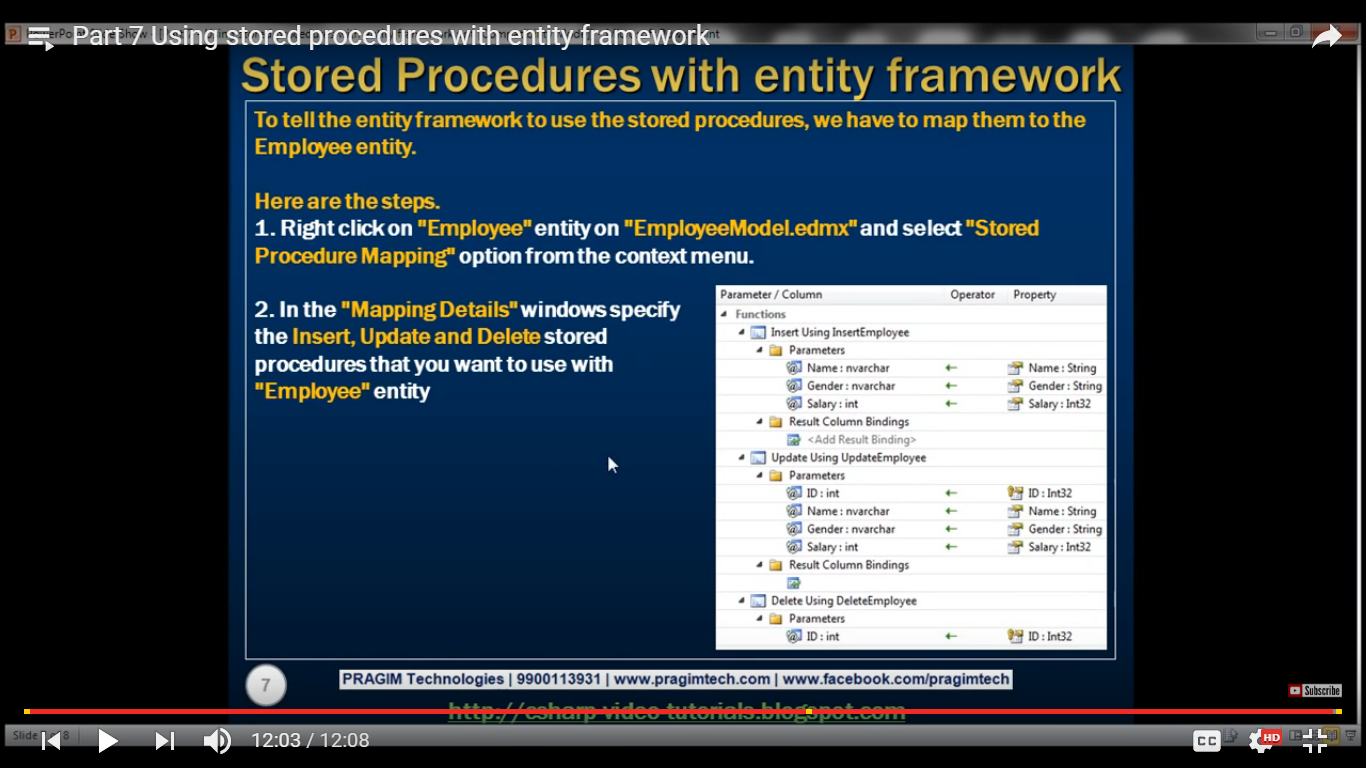 Part 7 Using stored procedures with entity framework
Stored Procedures with entity framework
To tell the entity framework to use the stored procedures, we have to map them to the
Employee entity.
Here are the steps.
1. Right click on "Employee" entity on "EmployeeModel.edmx" and select "Stored
Procedure Mapping" option from the context menu.
2. In the "Mapping Details" windows specify
the Insert, Update and Delete stored
procedures that you want to use with
"Employee" entity
Parameter / Column Operator Property
Functions
Insert Using InsertEmployee
Parameters
Name : nvarchar ← Name : String
Gender : nvarchar ← Gender : String
Salary : int ← Salary : Int32
Result Column Bindings
<Add Result Binding>
Update Using UpdateEmployee
Parameters
ID : int ← ID : Int32
Name : nvarchar ← Name : String
Gender : nvarchar ← Gender : String
Salary : int ← Salary : Int32
Result Column Bindings
Delete Using DeleteEmployee
Parameters
ID : int ← ID : Int32
7
PRAGIM Technologies | 9900113931 | www.pragimtech.com | www.facebook.com/pragimtech
Subscribe
http://csharp-video-tutorials.blogspot.com
Slide 8
12:03 / 12:08
CC
HD